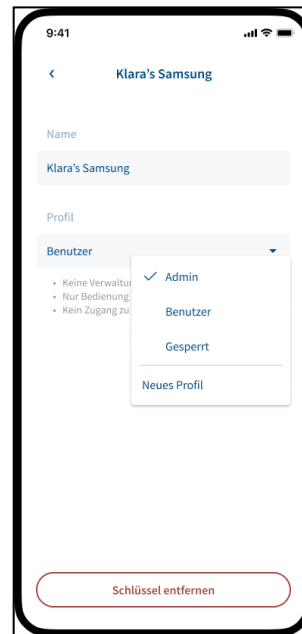 9:41
Klara's Samsung
Name
Klara's Samsung
Profil
Benutzer
• Keine
• Nur Bedienung
• Kein Zugang zu
Admin
Benutzer
Gesperrt
Neues Profil
Schlüssel entfernen